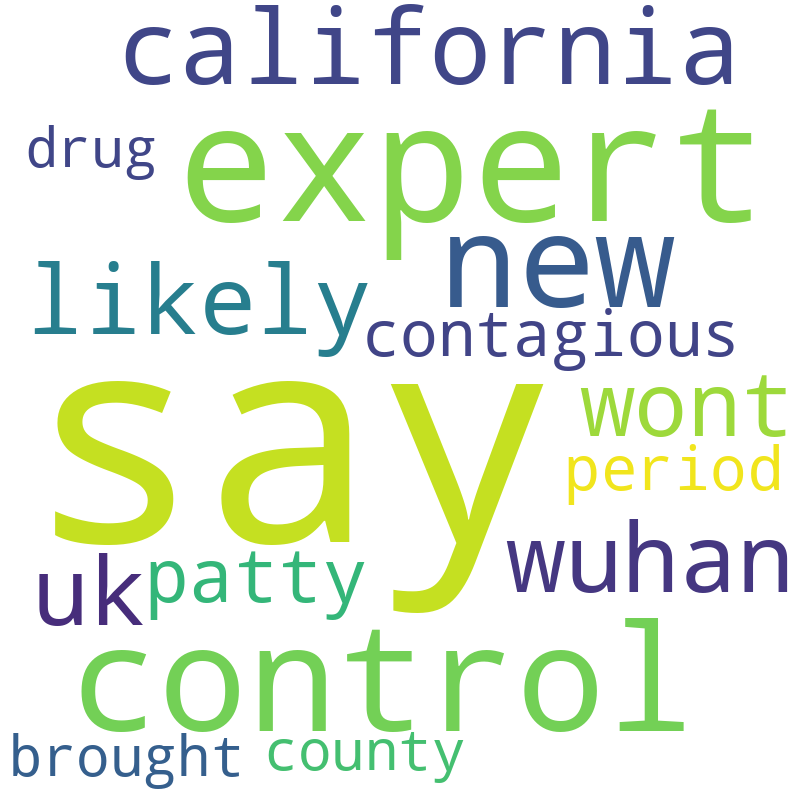 california
drug
expert
new
likely
contagious
say
wont
period
wuhan
uk
patty
control
brought
county